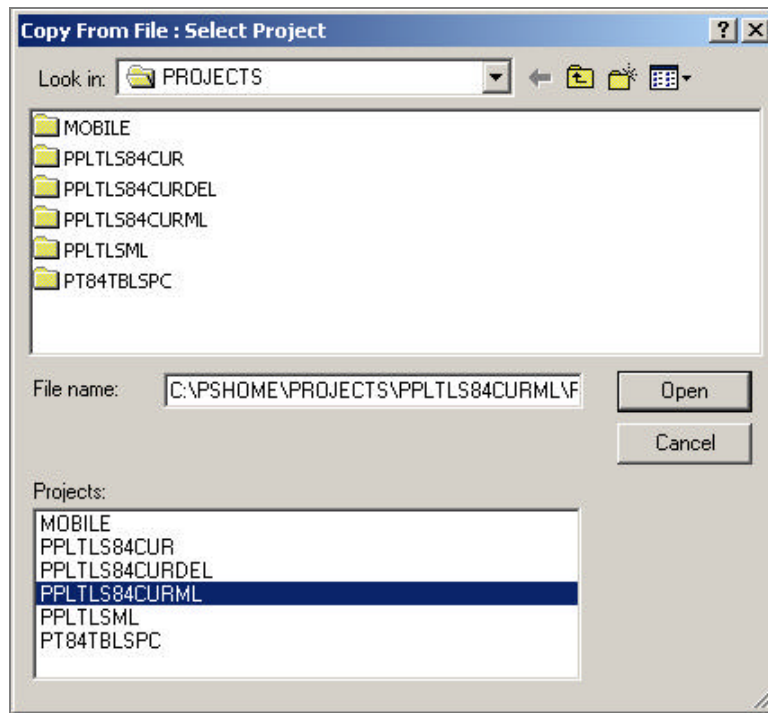 Copy From File : Select Project
Look in: PROJECTS
MOBILE
PPLTLS84CUR
PPLTLS84CURDEL
PPLTLS84CURML
PPLTLSML
PT84TBLSPC
File name: C:\PSHOME\PROJECTS\PPLTLS84CURML\F Open
Cancel
Projects:
MOBILE
PPLTLS84CUR
PPLTLS84CURDEL
PPLTLS84CURML
PPLTLSML
PT84TBLSPC